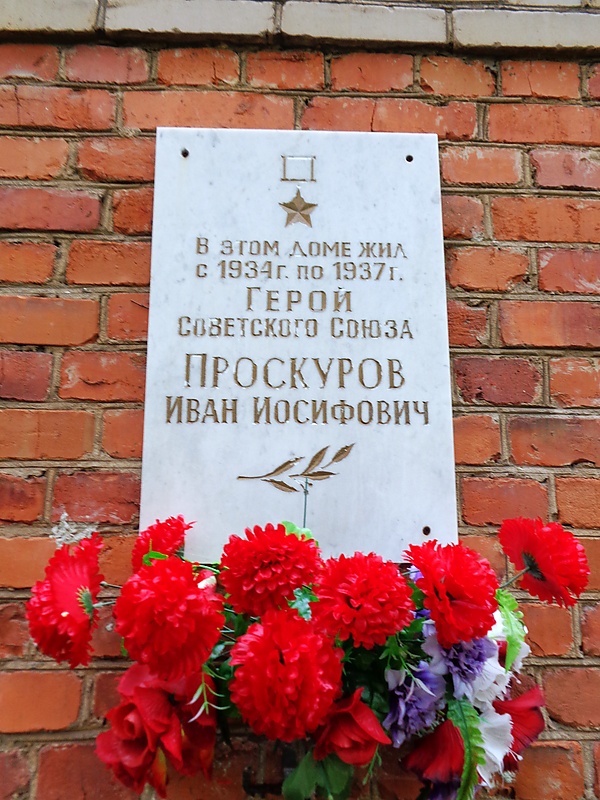 В этом доме жил
с 1934г. по 1937г.
Герой
Советского Союза
Проскуров
Иван Иосифович